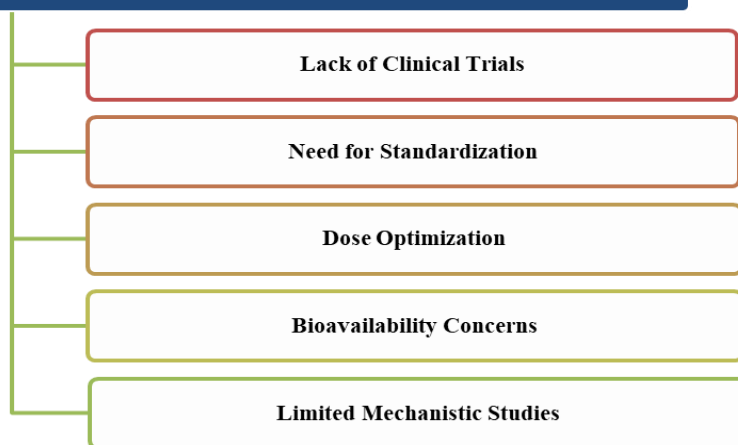 Lack of Clinical Trials
Need for Standardization
Dose Optimization
Bioavailability Concerns
Limited Mechanistic Studies